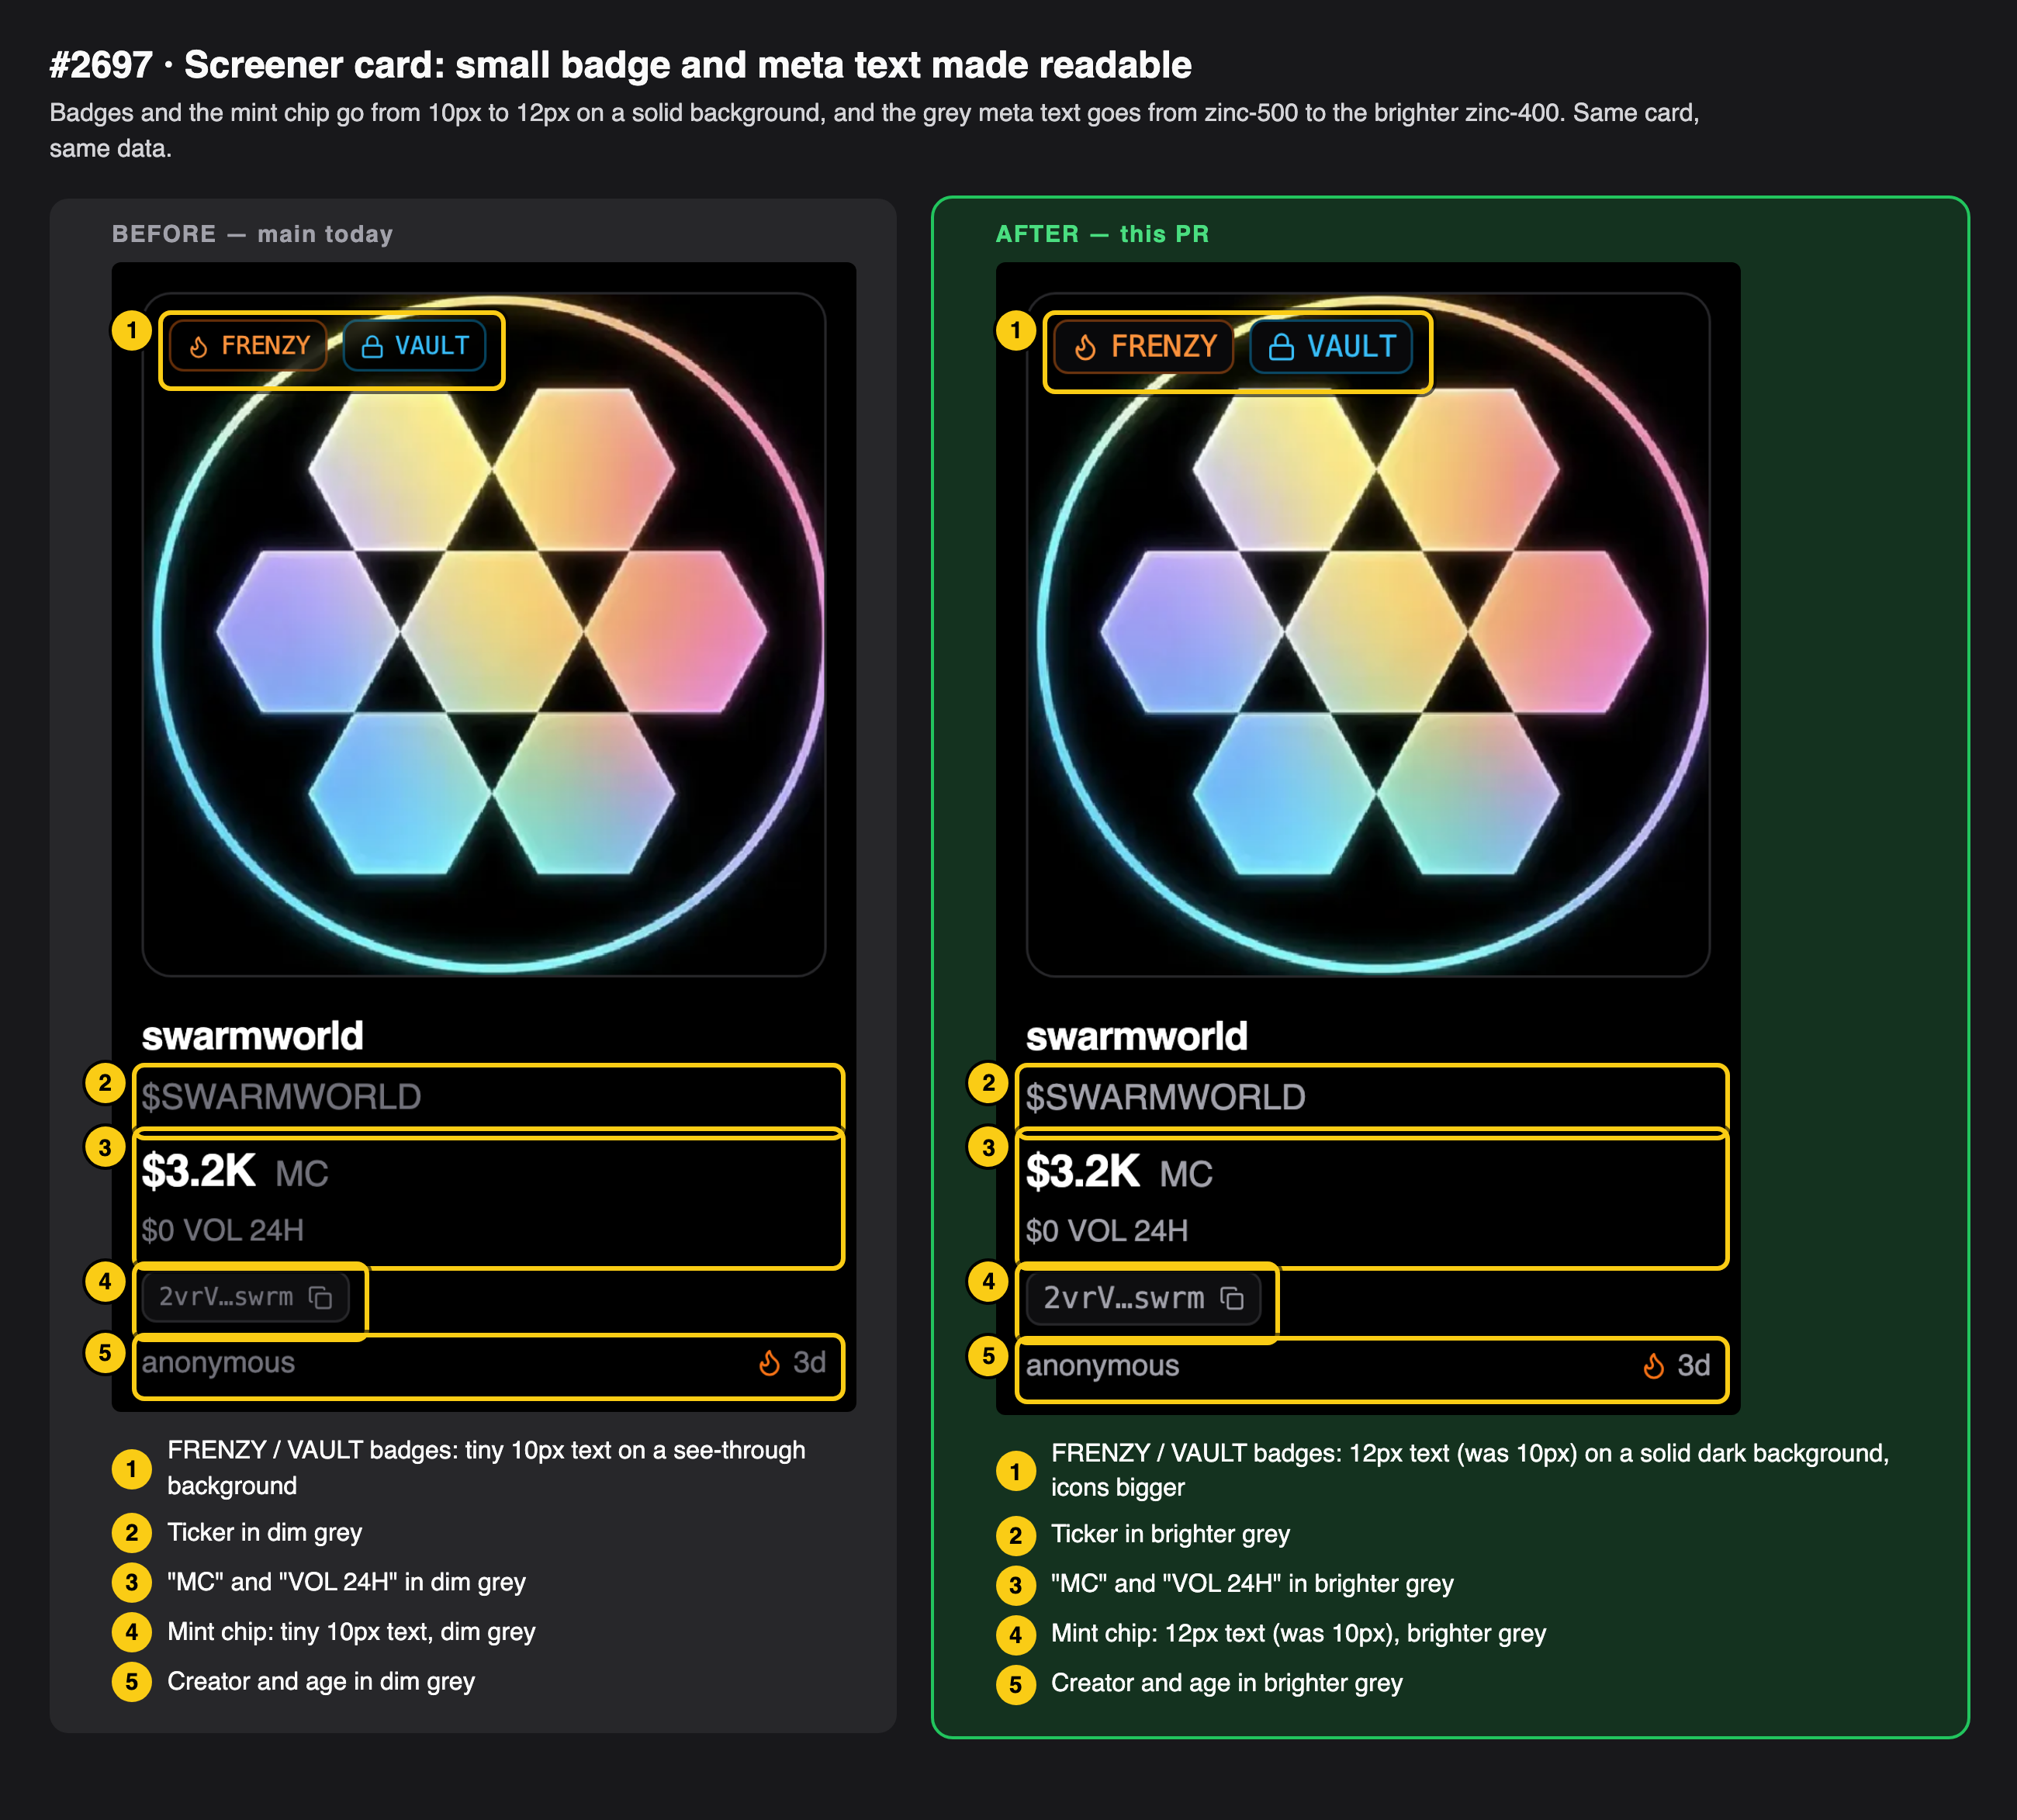 #2697 · Screener card: small badge and meta text made readable
Badges and the mint chip go from 10px to 12px on a solid background, and the grey meta text goes from zinc-500 to the brighter zinc-400. Same card,
same data.
BEFORE — main today
1
FRENZY
VAULT
swarmworld
2
$SWARMWORLD
3
$3.2K MC
$0 VOL 24H
4
2vrV…swrm
5
anonymous
3d
1
FRENZY / VAULT badges: tiny 10px text on a see-through
background
2
Ticker in dim grey
3
"MC" and "VOL 24H" in dim grey
4
Mint chip: tiny 10px text, dim grey
5
Creator and age in dim grey
AFTER — this PR
1
FRENZY
VAULT
swarmworld
2
$SWARMWORLD
3
$3.2K MC
$0 VOL 24H
4
2vrV…swrm
5
anonymous
3d
1
FRENZY / VAULT badges: 12px text (was 10px) on a solid dark background,
icons bigger
2
Ticker in brighter grey
3
"MC" and "VOL 24H" in brighter grey
4
Mint chip: 12px text (was 10px), brighter grey
5
Creator and age in brighter grey